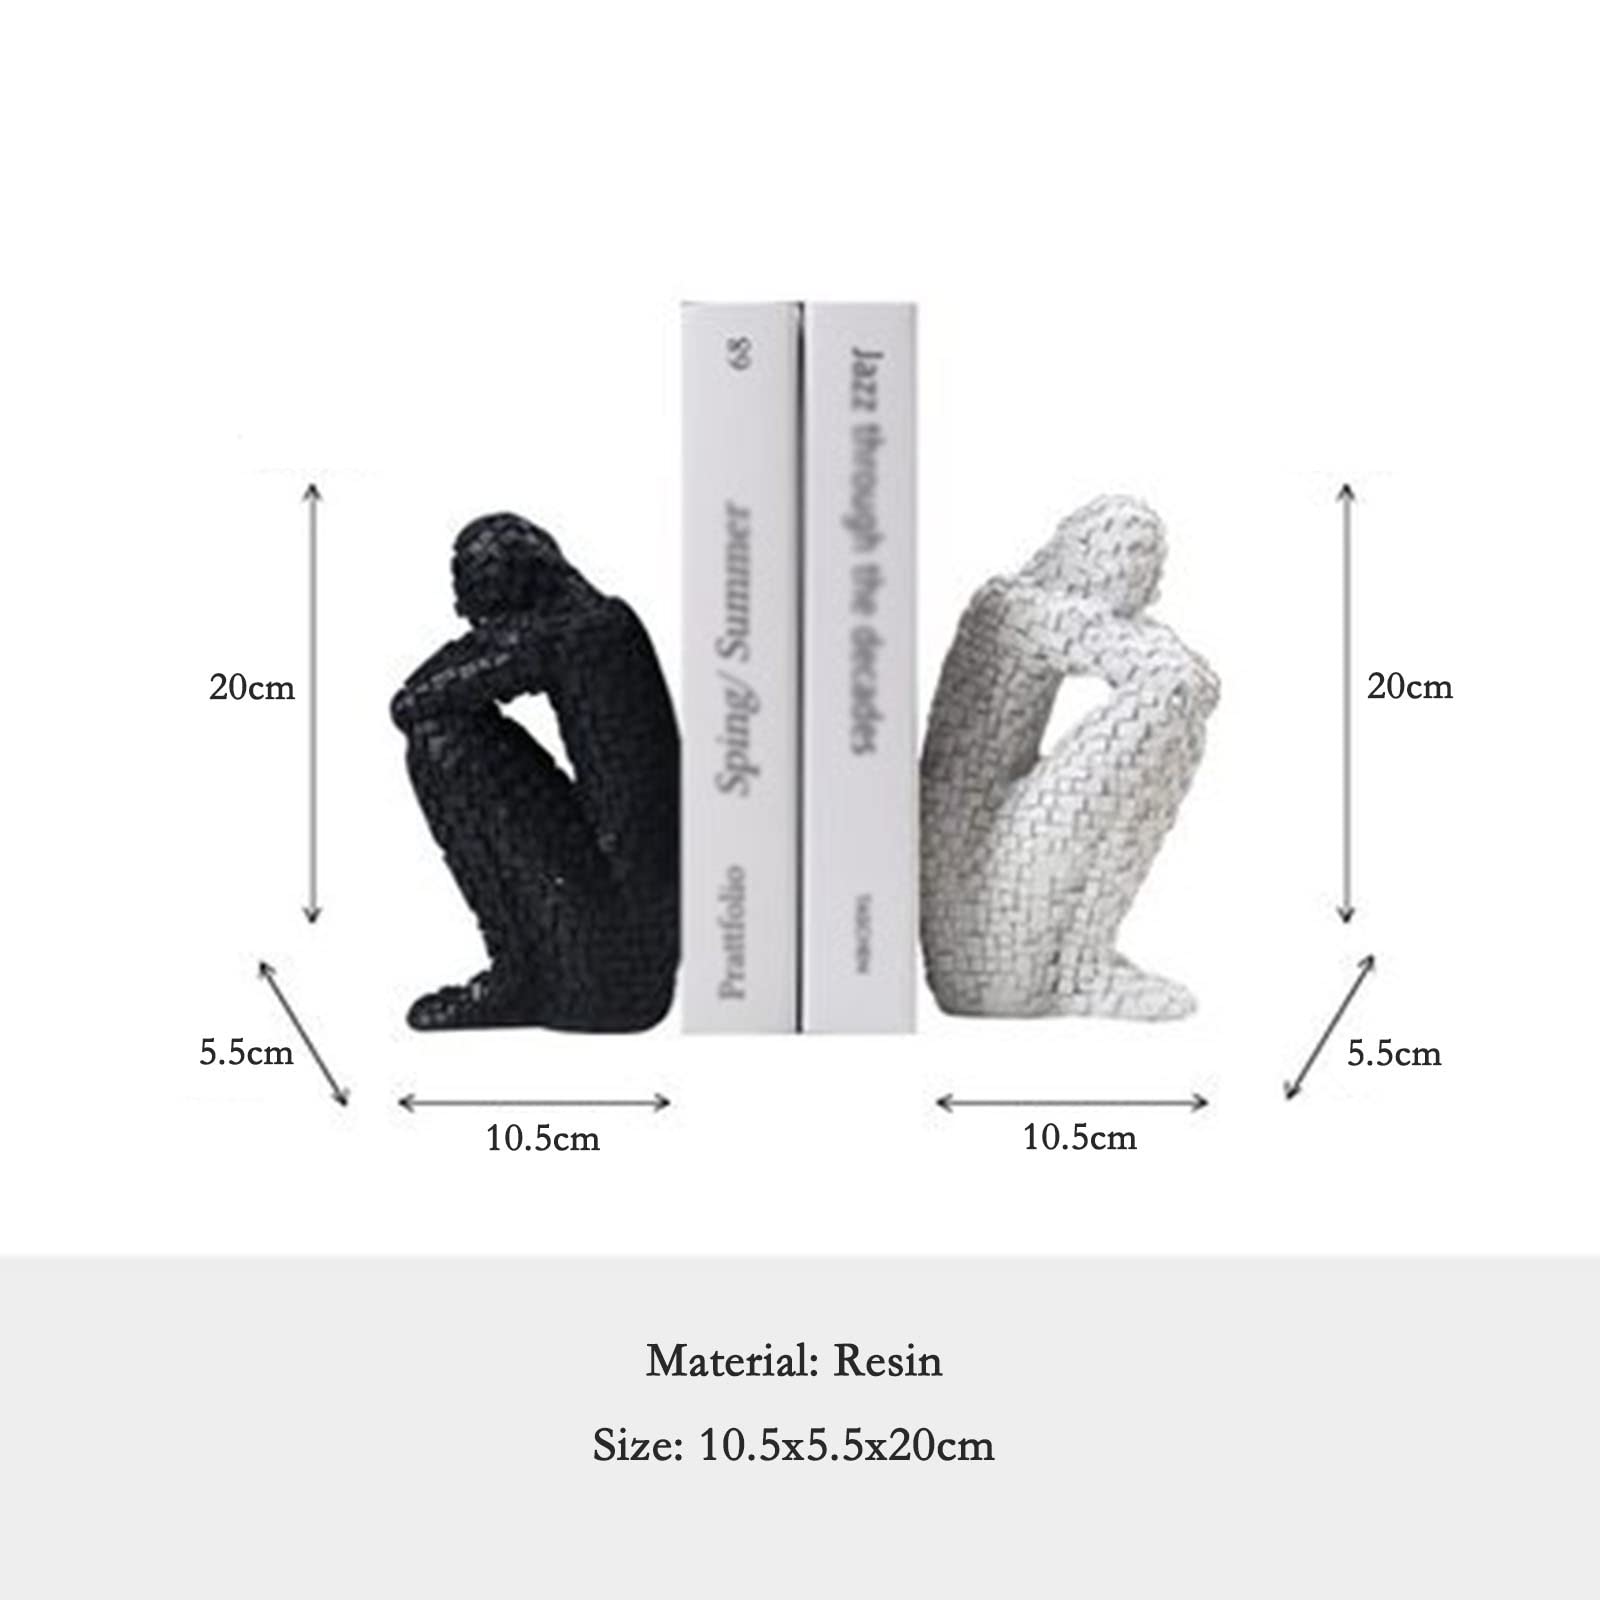 68
Sping/ Summer
Prattfolio
Jazz through the decades
TASCHEN
20cm
20cm
5.5cm
5.5cm
10.5cm
10.5cm
Material: Resin
Size: 10.5x5.5x20cm